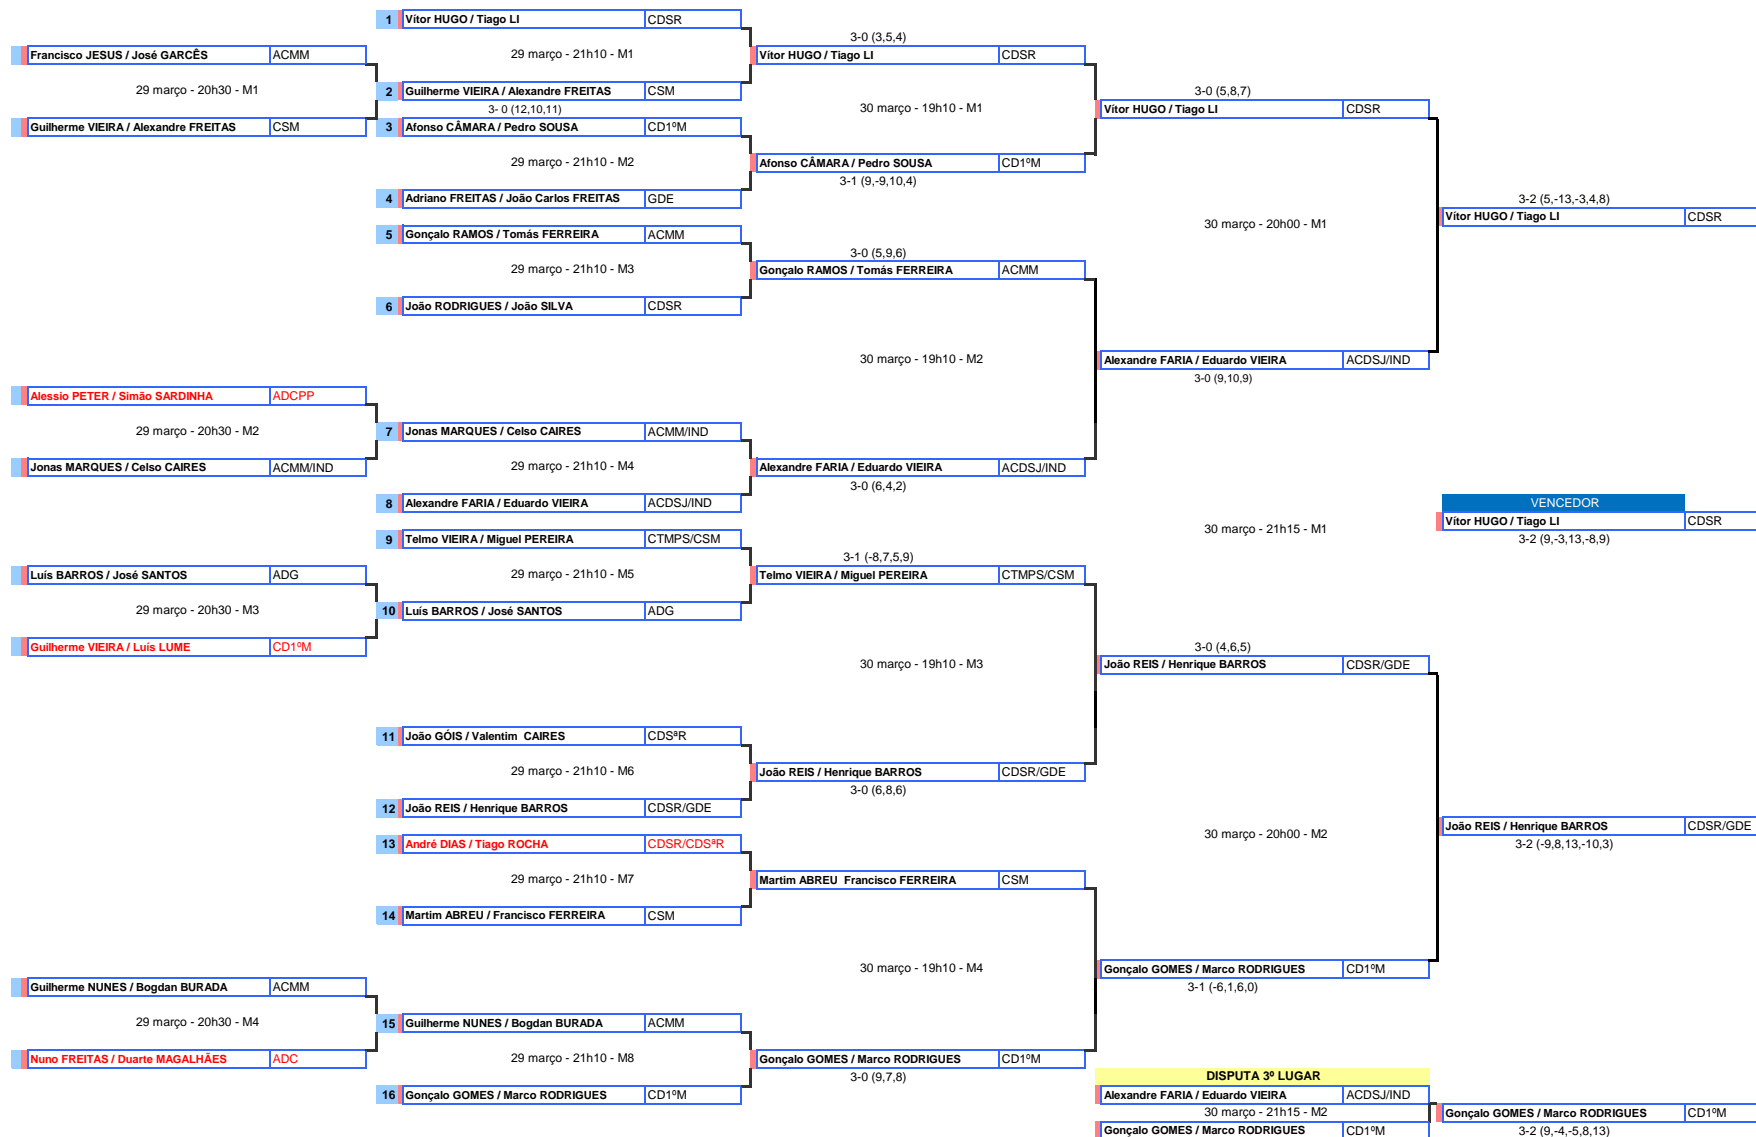 1 Vítor HUGO / Tiago LI CDSR
3-0 (3,5,4)
Francisco JESUS / José GARCÊS ACMM
29 março - 21h10 - M1
Vítor HUGO / Tiago LI CDSR
29 março - 20h30 - M1
2 Guilherme VIEIRA / Alexandre FREITAS CSM
3-0 (5,8,7)
3- 0 (12,10,11)
30 março - 19h10 - M1
Vítor HUGO / Tiago LI CDSR
Guilherme VIEIRA / Alexandre FREITAS CSM
3 Afonso CÂMARA / Pedro SOUSA CD1ºM
29 março - 21h10 - M2
Afonso CÂMARA / Pedro SOUSA CD1ºM
3-1 (9,-9,10,4)
4 Adriano FREITAS / João Carlos FREITAS GDE
3-2 (5,-13,-3,4,8)
Vítor HUGO / Tiago LI CDSR
30 março - 20h00 - M1
5 Gonçalo RAMOS / Tomás FERREIRA ACMM
3-0 (5,9,6)
29 março - 21h10 - M3
Gonçalo RAMOS / Tomás FERREIRA ACMM
6 João RODRIGUES / João SILVA CDSR
30 março - 19h10 - M2
Alexandre FARIA / Eduardo VIEIRA ACDSJ/IND
3-0 (9,10,9)
Alessio PETER / Simão SARDINHA ADCPP
29 março - 20h30 - M2
7 Jonas MARQUES / Celso CAIRES ACMM/IND
Jonas MARQUES / Celso CAIRES ACMM/IND
29 março - 21h10 - M4
Alexandre FARIA / Eduardo VIEIRA ACDSJ/IND
3-0 (6,4,2)
8 Alexandre FARIA / Eduardo VIEIRA ACDSJ/IND
VENCEDOR
30 março - 21h15 - M1
Vítor HUGO / Tiago LI CDSR
3-2 (9,-3,13,-8,9)
9 Telmo VIEIRA / Miguel PEREIRA CTMPS/CSM
3-1 (-8,7,5,9)
Luís BARROS / José SANTOS ADG
29 março - 21h10 - M5
Telmo VIEIRA / Miguel PEREIRA CTMPS/CSM
29 março - 20h30 - M3
10 Luís BARROS / José SANTOS ADG
Guilherme VIEIRA / Luís LUME CD1ºM
3-0 (4,6,5)
30 março - 19h10 - M3
João REIS / Henrique BARROS CDSR/GDE
11 João GÓIS / Valentim  CAIRES CDSªR
29 março - 21h10 - M6
João REIS / Henrique BARROS CDSR/GDE
3-0 (6,8,6)
12 João REIS / Henrique BARROS CDSR/GDE
30 março - 20h00 - M2
João REIS / Henrique BARROS CDSR/GDE
3-2 (-9,8,13,-10,3)
13 André DIAS / Tiago ROCHA CDSR/CDSªR
29 março - 21h10 - M7
Martim ABREU  Francisco FERREIRA CSM
14 Martim ABREU / Francisco FERREIRA CSM
30 março - 19h10 - M4
Gonçalo GOMES / Marco RODRIGUES CD1ºM
3-1 (-6,1,6,0)
Guilherme NUNES / Bogdan BURADA ACMM
29 março - 20h30 - M4
15 Guilherme NUNES / Bogdan BURADA ACMM
Nuno FREITAS / Duarte MAGALHÃES ADC
29 março - 21h10 - M8
Gonçalo GOMES / Marco RODRIGUES CD1ºM
3-0 (9,7,8)
16 Gonçalo GOMES / Marco RODRIGUES CD1ºM
DISPUTA 3º LUGAR
Alexandre FARIA / Eduardo VIEIRA ACDSJ/IND
30 março - 21h15 - M2
Gonçalo GOMES / Marco RODRIGUES CD1ºM
Gonçalo GOMES / Marco RODRIGUES CD1ºM
3-2 (9,-4,-5,8,13)